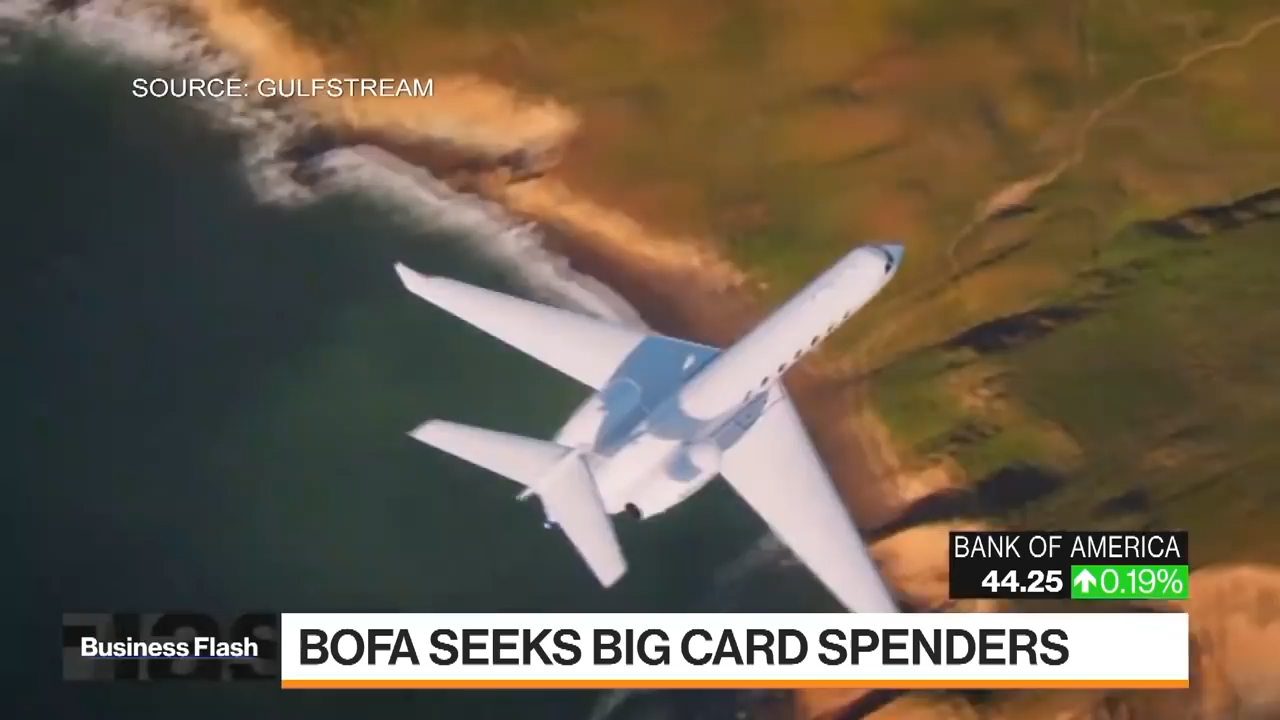 SOURCE: GULFSTREAM
BANK OF AMERICA
44.25 0.19%
Business Flash
BOFA SEEKS BIG CARD SPENDERS